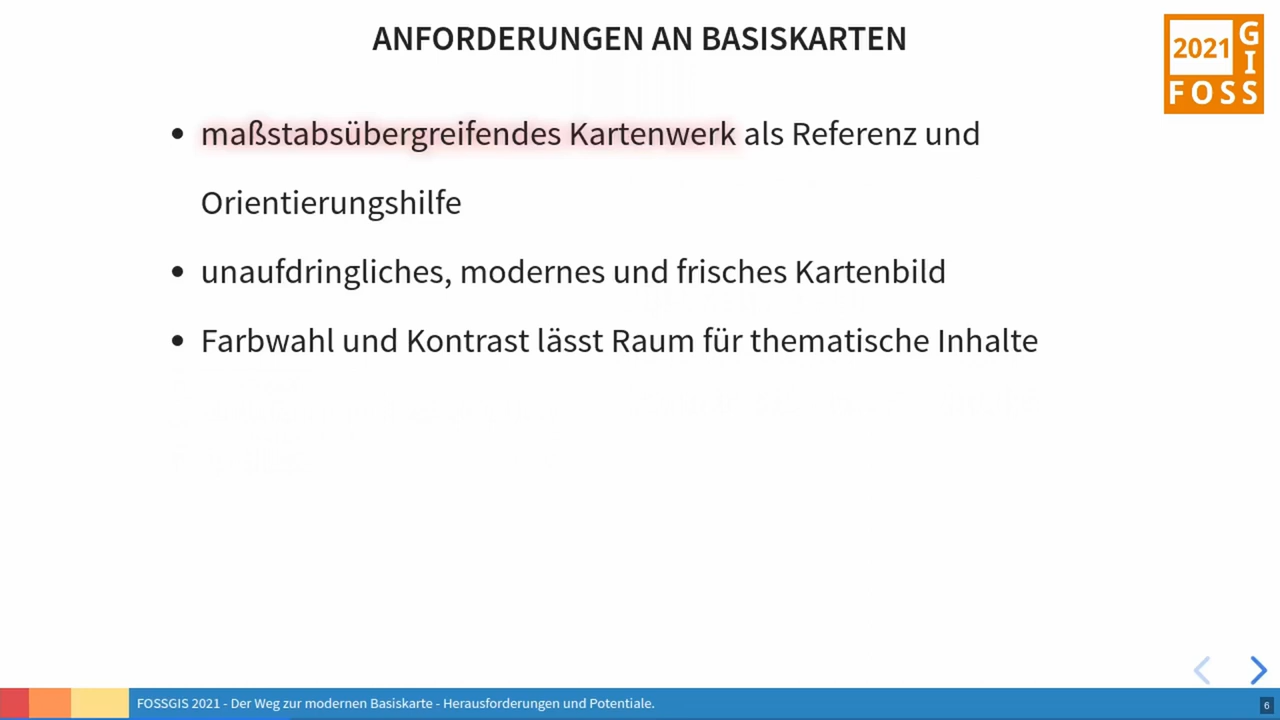 ANFORDERUNGEN AN BASISKARTEN
2021
GI
FOSS
• maßstabsübergreifendes Kartenwerk als Referenz und
Orientierungshilfe
• unaufdringliches, modernes und frisches Kartenbild
• Farbwahl und Kontrast lässt Raum für thematische Inhalte
FOSSGIS 2021 - Der Weg zur modernen Basiskarte - Herausforderungen und Potentiale.
6